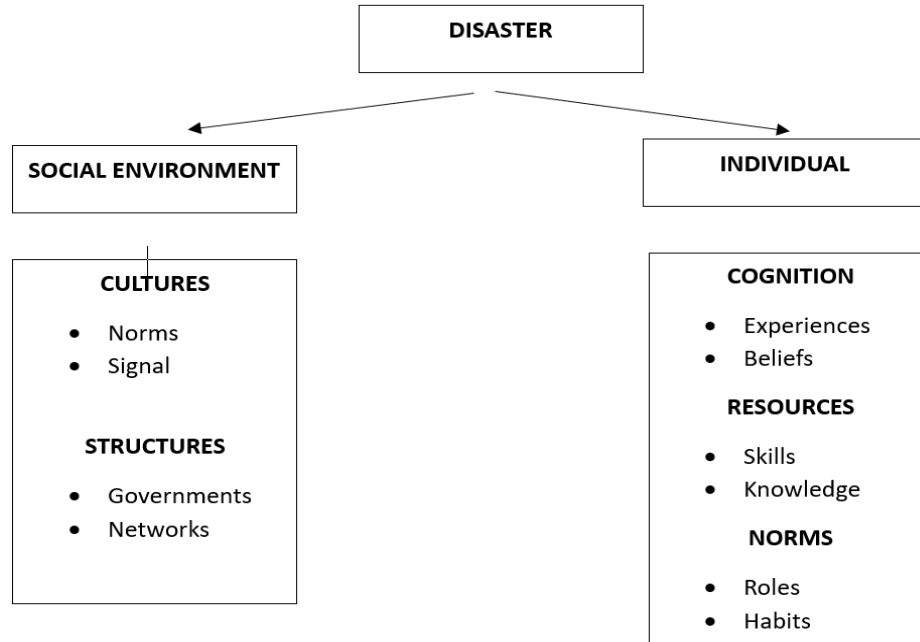 DISASTER
SOCIAL ENVIRONMENT
INDIVIDUAL
CULTURES
• Norms
• Signal
STRUCTURES
• Governments
• Networks
COGNITION
• Experiences
• Beliefs
RESOURCES
• Skills
• Knowledge
NORMS
• Roles
• Habits